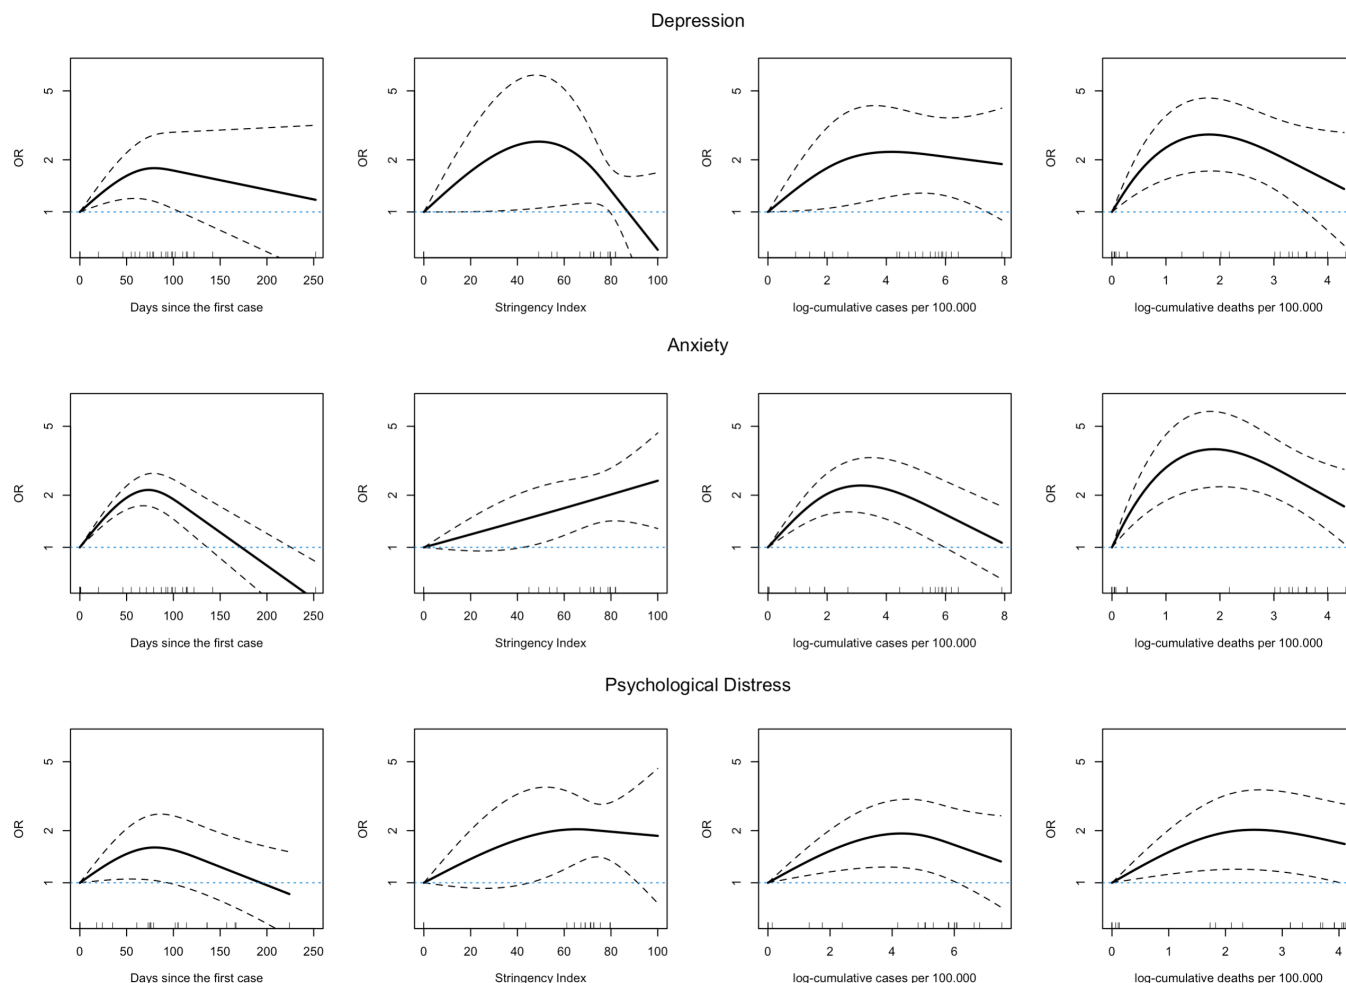 Depression
OR
5
2
1
0 50 100 150 200 250
Days since the first case
OR
5
2
1
0 20 40 60 80 100
Stringency Index
OR
5
2
1
0 2 4 6 8
log-cumulative cases per 100.000
OR
5
2
1
0 1 2 3 4
log-cumulative deaths per 100.000
Anxiety
OR
5
2
1
0 50 100 150 200 250
Days since the first case
OR
5
2
1
0 20 40 60 80 100
Stringency Index
OR
5
2
1
0 2 4 6 8
log-cumulative cases per 100.000
OR
5
2
1
0 1 2 3 4
log-cumulative deaths per 100.000
Psychological Distress
OR
5
2
1
0 50 100 150 200 250
Days since the first case
OR
5
2
1
0 20 40 60 80 100
Stringency Index
OR
5
2
1
0 2 4 6
log-cumulative cases per 100.000
OR
5
2
1
0 1 2 3 4
log-cumulative deaths per 100.000